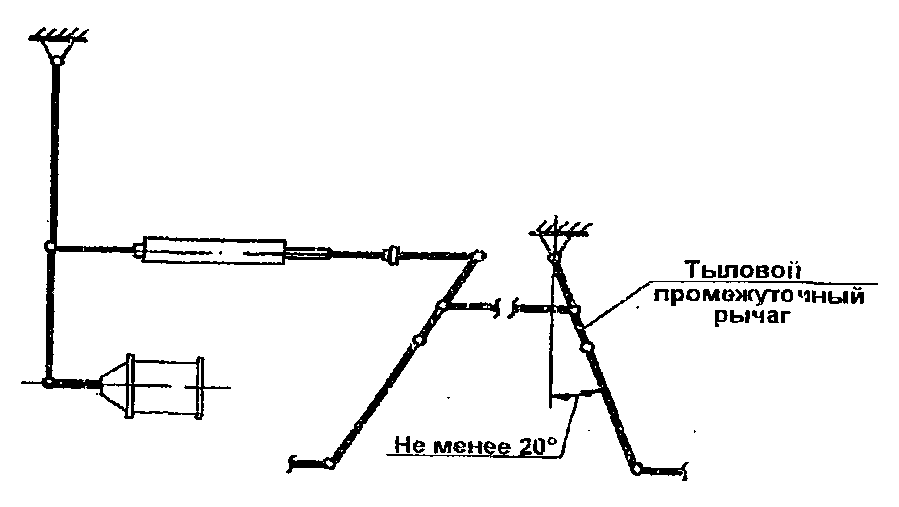 Тыловой
промежуточный
рычаг
Не менее 20°